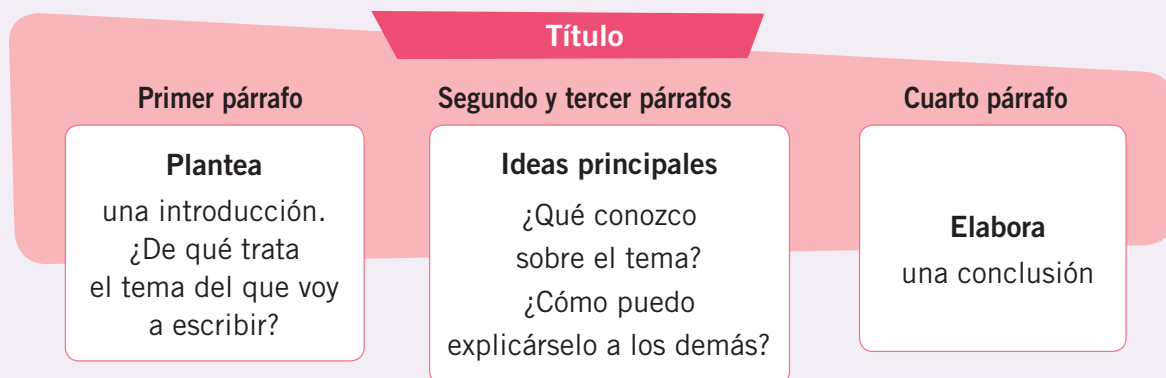 Título
Primer párrafo
Plantea
una introducción.
¿De qué trata
el tema del que voy
a escribir?
Segundo y tercer párrafos
Ideas principales
¿Qué conozco
sobre el tema?
¿Cómo puedo
explicárselo a los demás?
Cuarto párrafo
Elabora
una conclusión